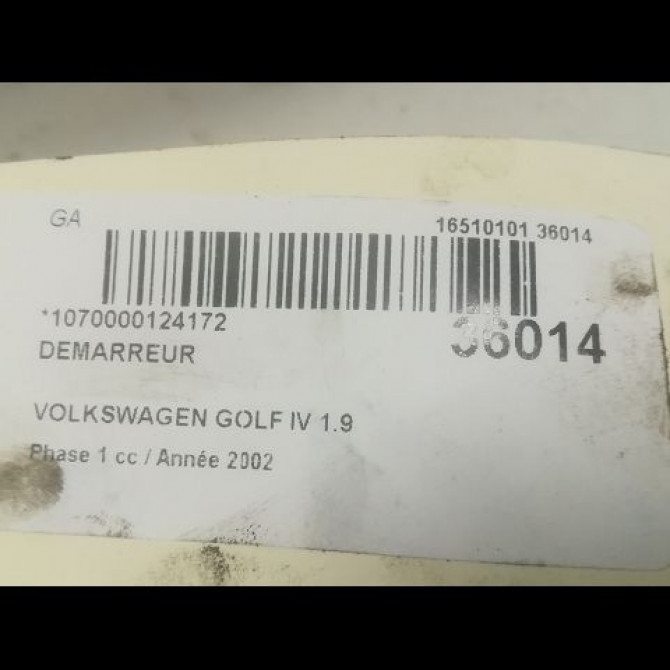 GA
16510101 36014
*1070000124172
36014
DEMARREUR
VOLKSWAGEN GOLF IV 1.9
Phase 1 cc / Année 2002